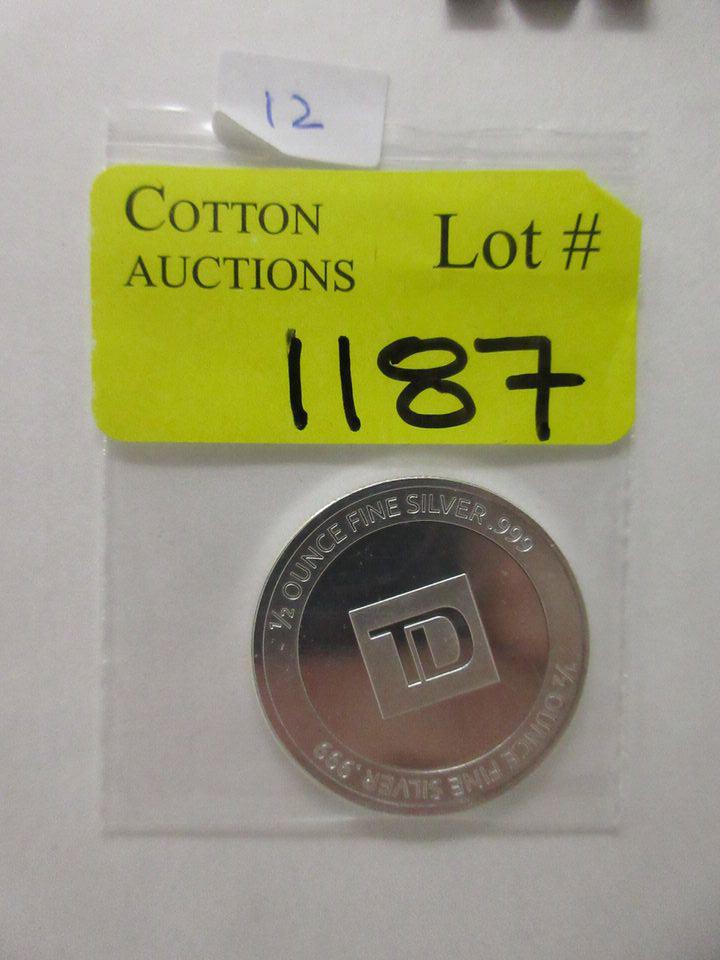 12
COTTON
AUCTIONS
Lot #
1187
½ OUNCE FINE SILVER .999
TD
½ OUNCE FINE SILVER .999